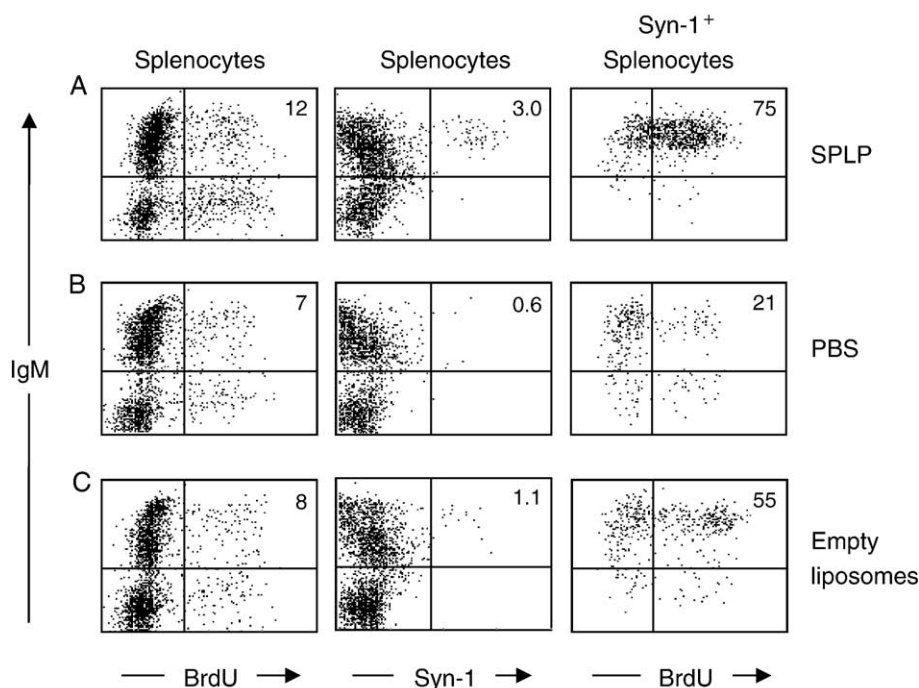 Syn-1⁺
Splenocytes Splenocytes Splenocytes
A 12 3.0 75 SPLP
B 7 0.6 21 PBS
IgM
C 8 1.1 55 Empty
liposomes
BrdU Syn-1 BrdU